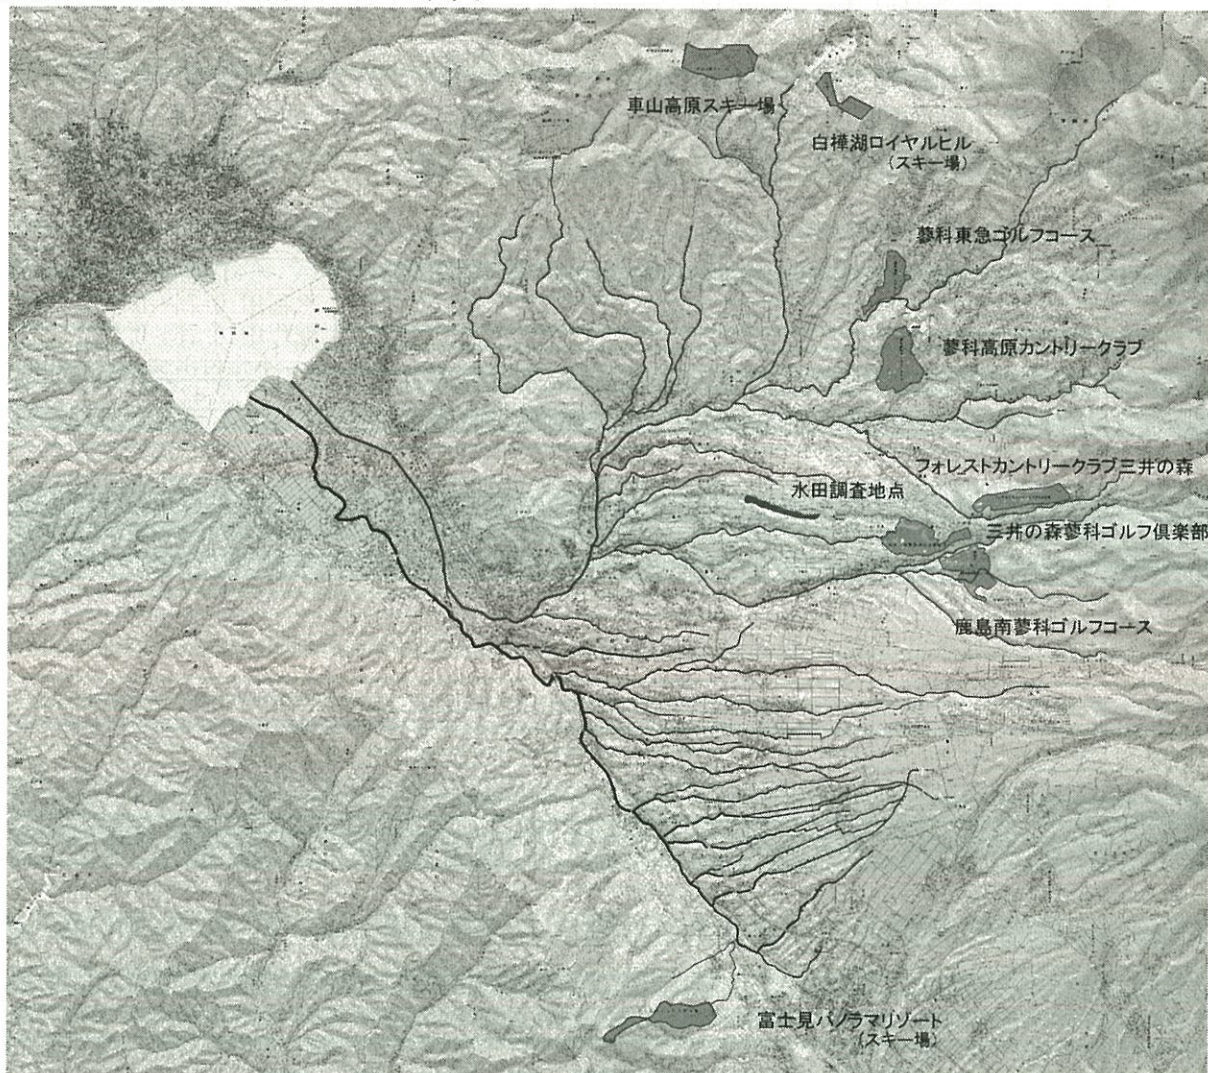 車山高原スキー場
白樺湖ロイヤルヒル
(スキー場)
蓼科東急ゴルフコース
蓼科高原カントリークラブ
フォレストカントリークラブ三井の森
水田調査地点
三井の森蓼科ゴルフ倶楽部
鹿島南蓼科ゴルフコース
富士見パノラマリゾート
(スキー場)